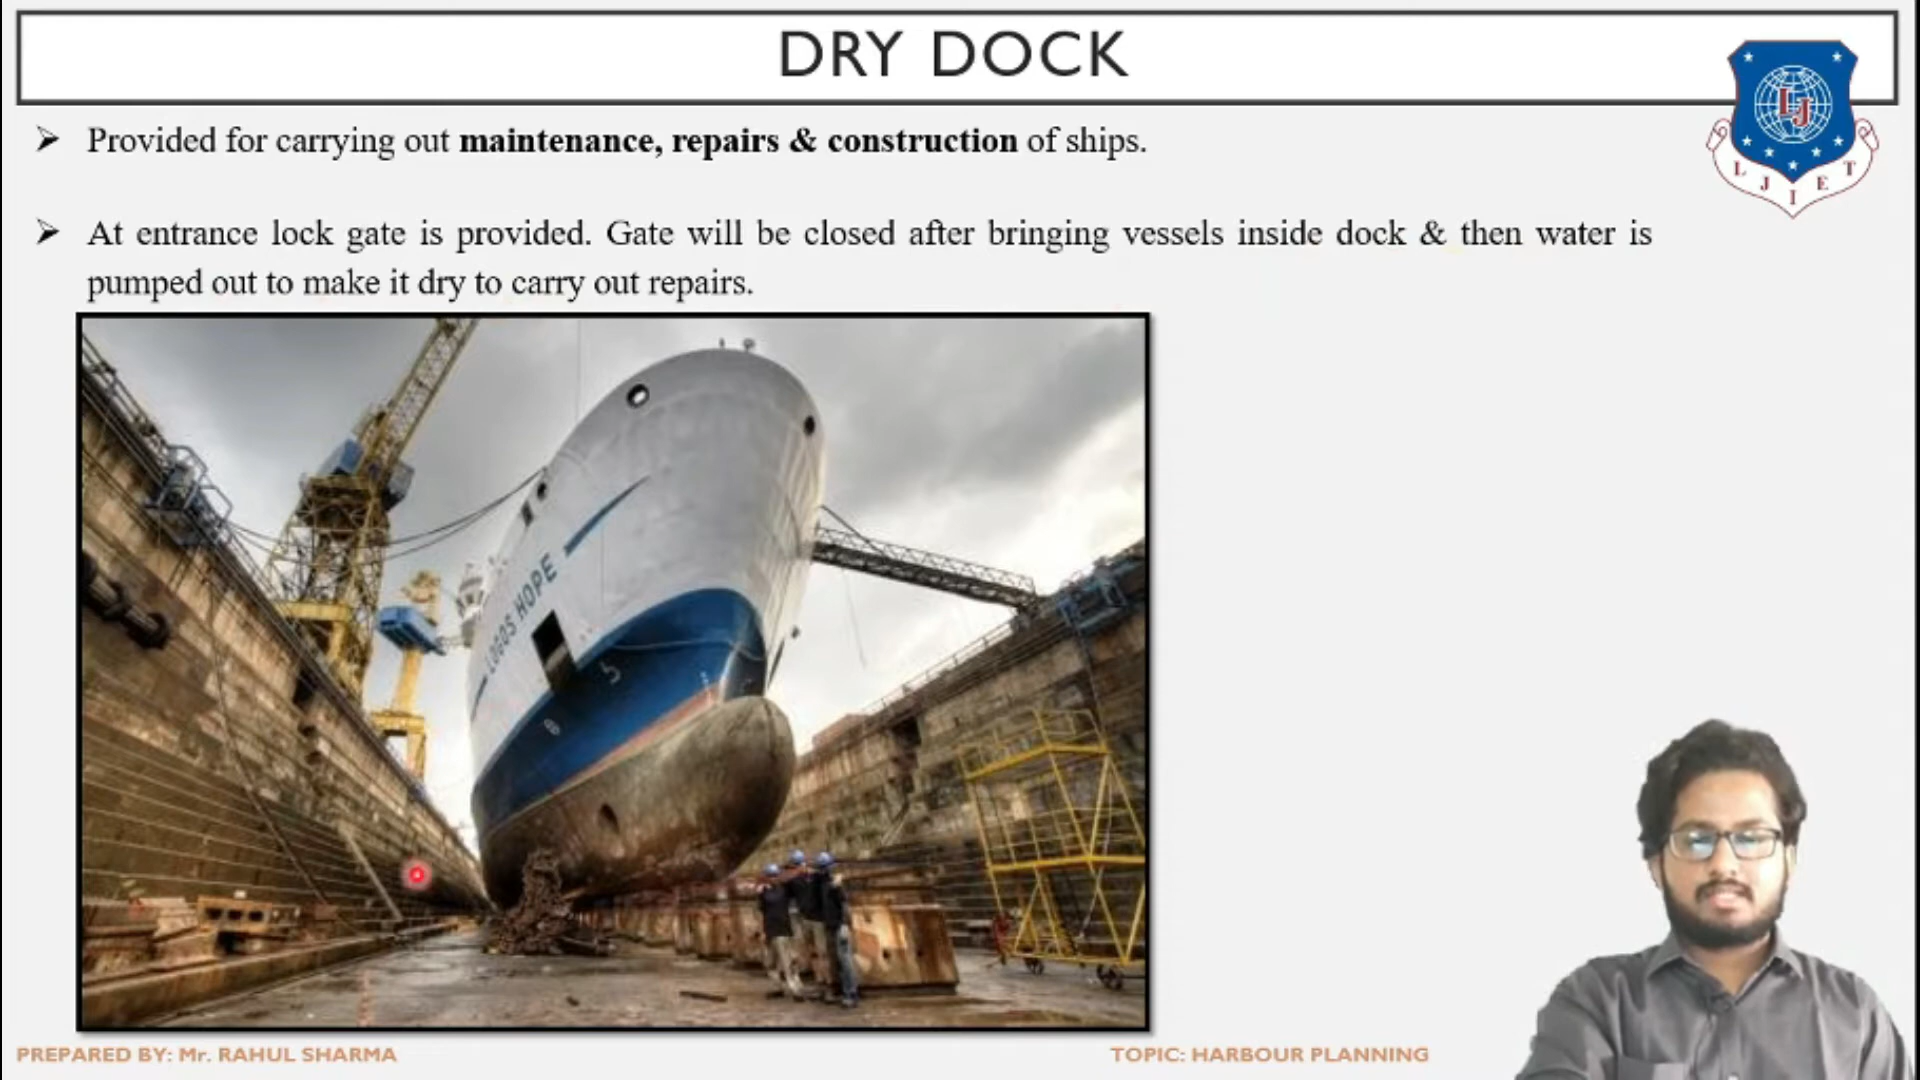 DRY DOCK
LJ
L J I E T
➢ Provided for carrying out maintenance, repairs & construction of ships.
➢ At entrance lock gate is provided. Gate will be closed after bringing vessels inside dock & then water is
pumped out to make it dry to carry out repairs.
LOGOS HOPE
PREPARED BY: Mr. RAHUL SHARMA
TOPIC: HARBOUR PLANNING